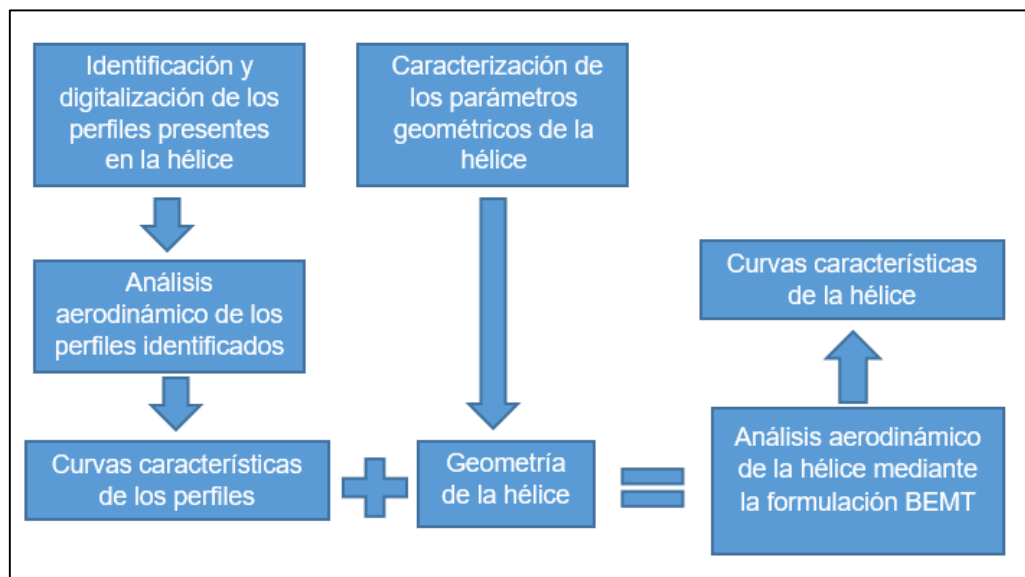 Identificación y
digitalización de los
perfiles presentes
en la hélice
Caracterización de
los parámetros
geométricos de la
hélice
Análisis
aerodinámico de los
perfiles identificados
Curvas características
de la hélice
Curvas características
de los perfiles
Geometría
de la hélice
Análisis aerodinámico
de la hélice mediante
la formulación BEMT